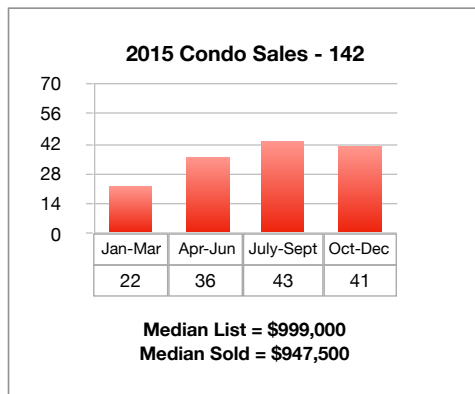 2015 Condo Sales - 142
70
56
42
28
14
0
Jan-Mar Apr-Jun July-Sept Oct-Dec
22 36 43 41
Median List = $999,000
Median Sold = $947,500